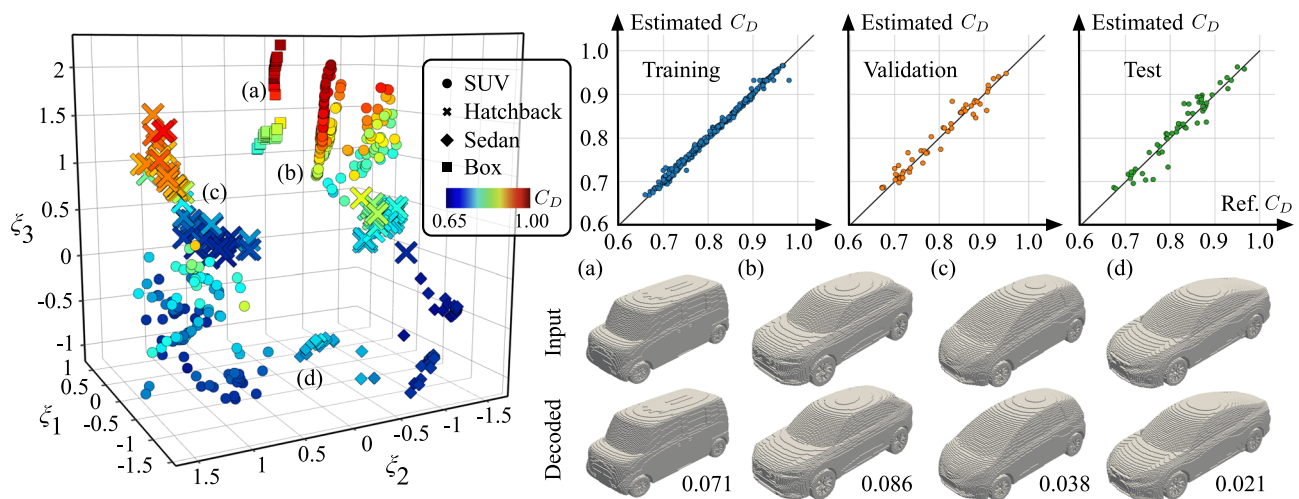 2
1.5
1
0.5
0
-0.5
-1
ξ3
1
0.5
0
-0.5
-1
-1.5
ξ1
1.5
1
0.5
0
-0.5
-1
-1.5
ξ2
(a)
(b)
(c)
(d)
SUV
Hatchback
Sedan
Box
C_D
0.65 1.00
Estimated C_D Estimated C_D Estimated C_D
1.0
0.9
0.8
0.7
0.6
Training Validation Test
Ref. C_D
0.6 0.7 0.8 0.9 1.0 0.6 0.7 0.8 0.9 1.0 0.6 0.7 0.8 0.9 1.0
(a) (b) (c) (d)
Input
Decoded
0.071 0.086 0.038 0.021